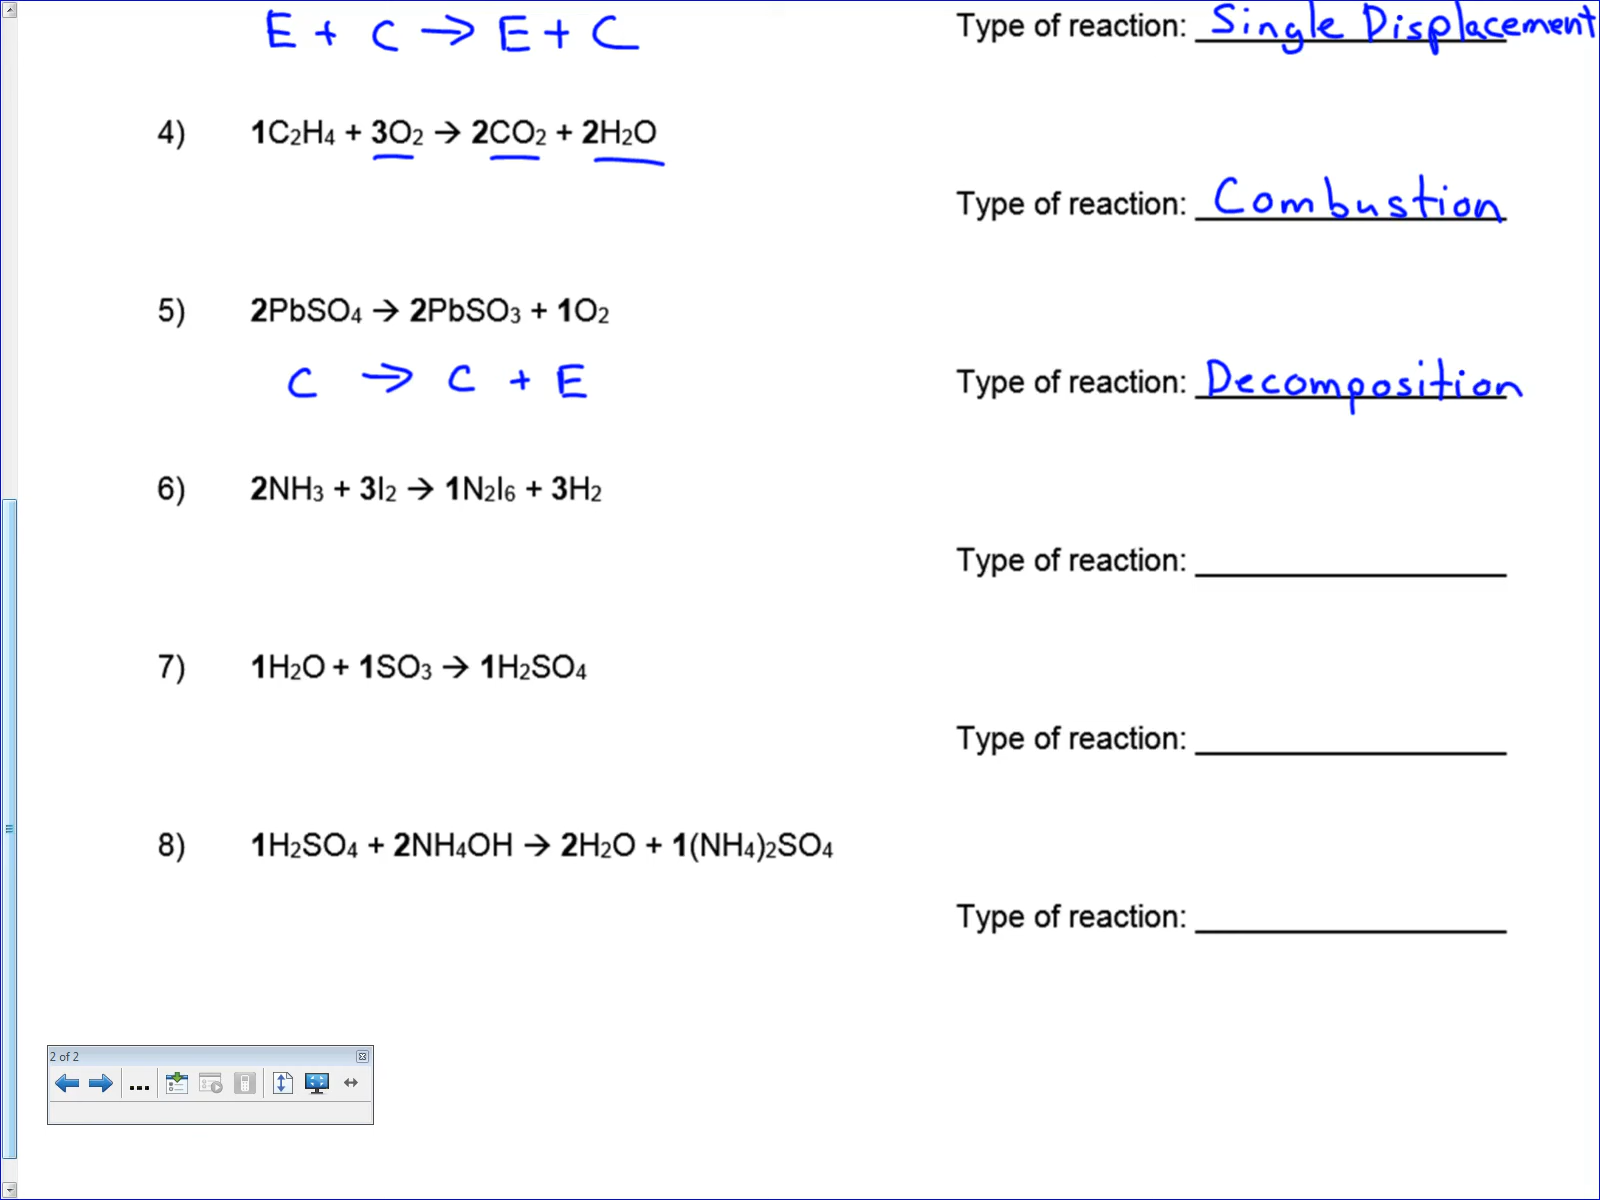 E + C → E + C
Type of reaction: Single Displacement
4) 1C2H4 + 3O2 → 2CO2 + 2H2O
Type of reaction: Combustion
5) 2PbSO4 → 2PbSO3 + 1O2
C → C + E
Type of reaction: Decomposition
6) 2NH3 + 3I2 → 1N2I6 + 3H2
Type of reaction:
7) 1H2O + 1SO3 → 1H2SO4
Type of reaction:
8) 1H2SO4 + 2NH4OH → 2H2O + 1(NH4)2SO4
Type of reaction:
2 of 2
...